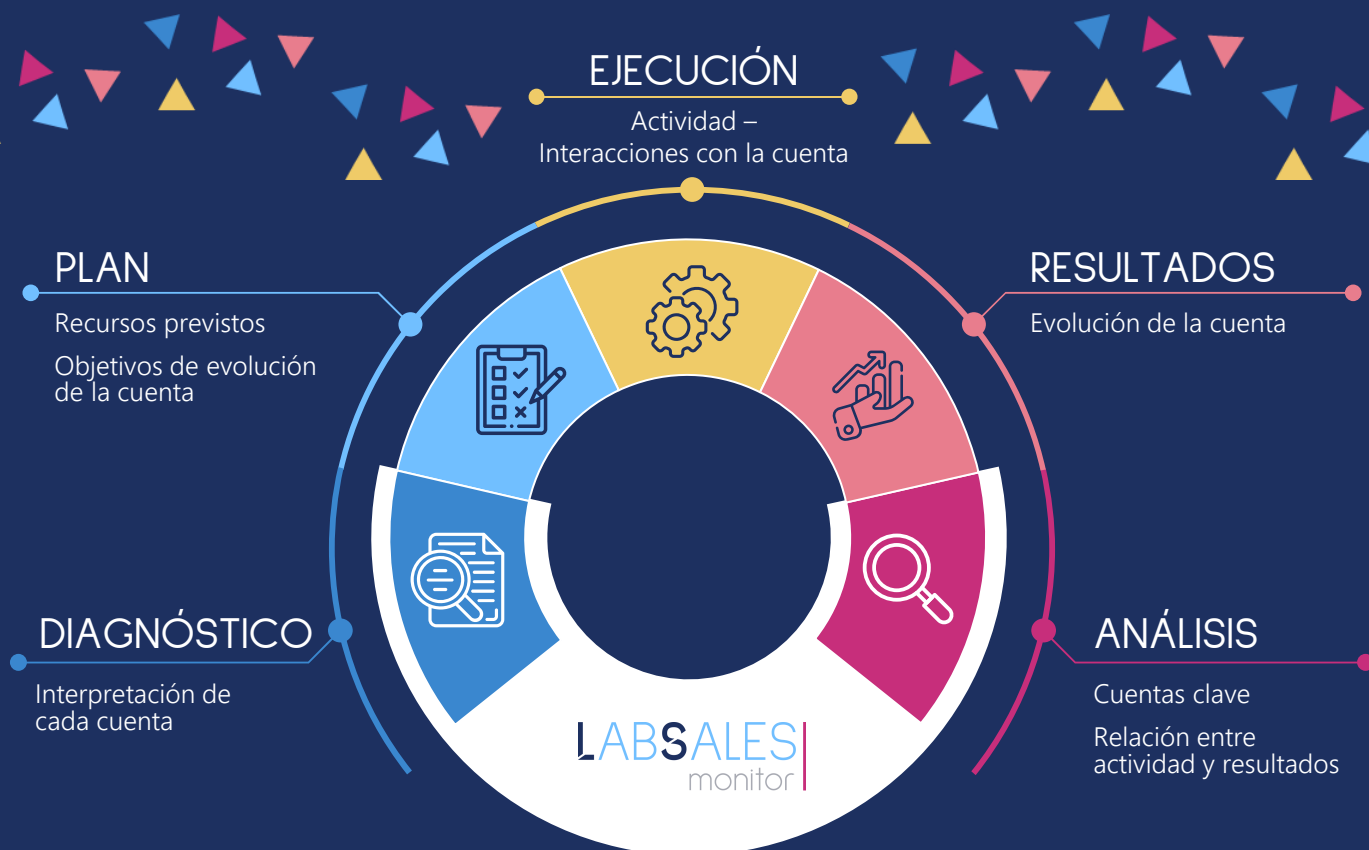 EJECUCIÓN
Actividad –
Interacciones con la cuenta
PLAN
Recursos previstos
Objetivos de evolución
de la cuenta
RESULTADOS
Evolución de la cuenta
DIAGNÓSTICO
Interpretación de
cada cuenta
ANÁLISIS
Cuentas clave
Relación entre
actividad y resultados
LABSALES
monitor